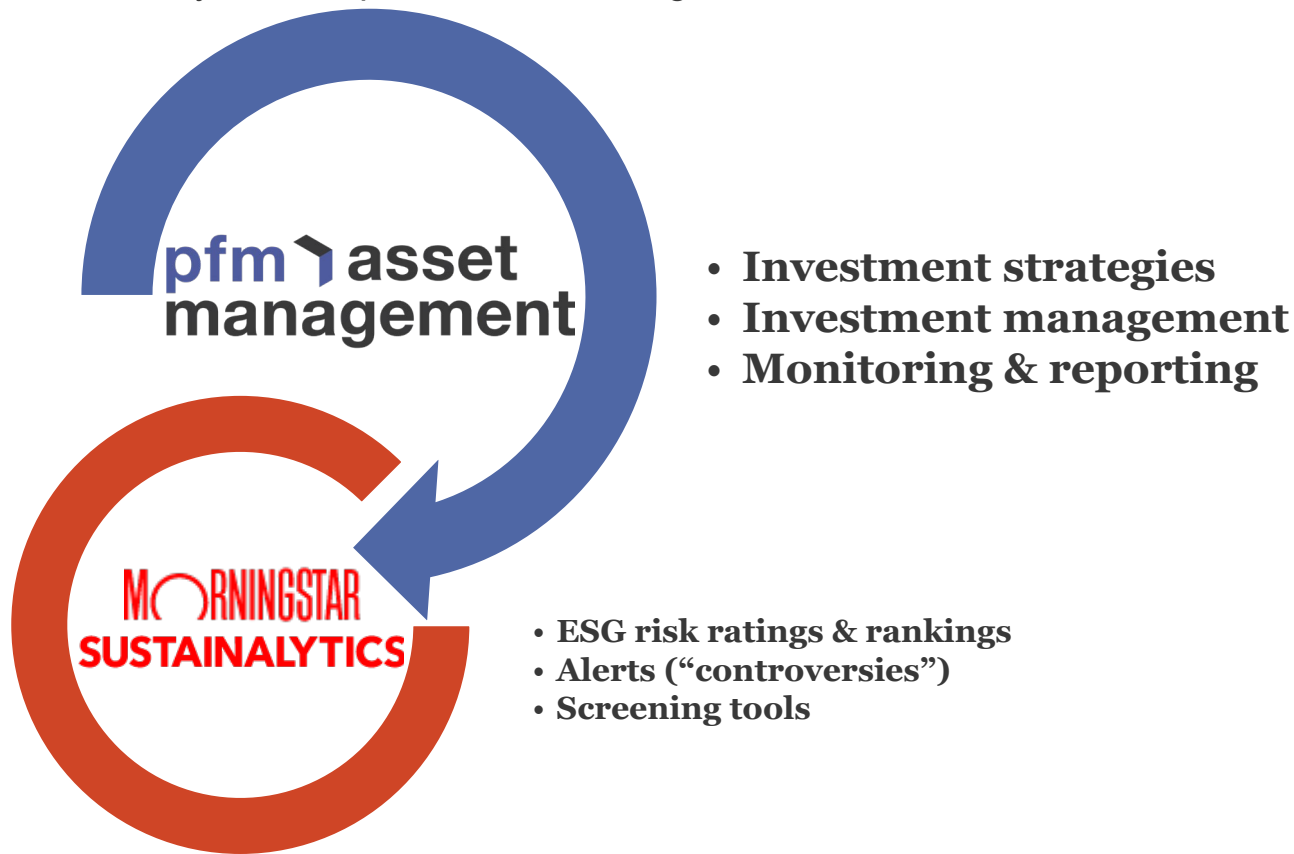 pfm asset
management
• Investment strategies
• Investment management
• Monitoring & reporting
MORNINGSTAR
SUSTAINALYTICS
• ESG risk ratings & rankings
• Alerts (“controversies”)
• Screening tools